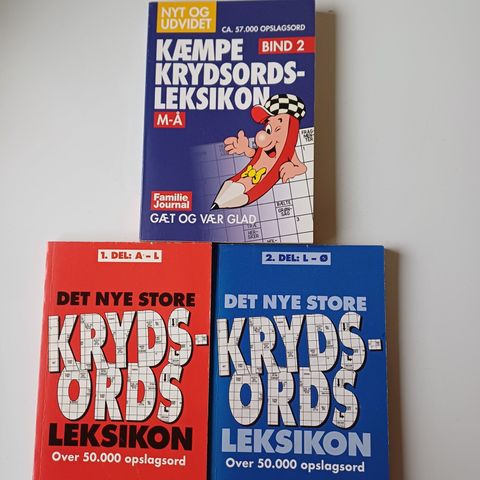 NYT OG
UDVIDET
CA. 57.000 OPSLAGSORD
KÆMPE
BIND 2
KRYDSORDS-
LEKSIKON
M-Å
Familie
Journal
GÆT OG VÆR GLAD
1. DEL: A - L
DET NYE STORE
KRYDS-
ORDS
LEKSIKON
Over 50.000 opslagsord
2. DEL: L - Ø
DET NYE STORE
KRYDS-
ORDS
LEKSIKON
Over 50.000 opslagsord